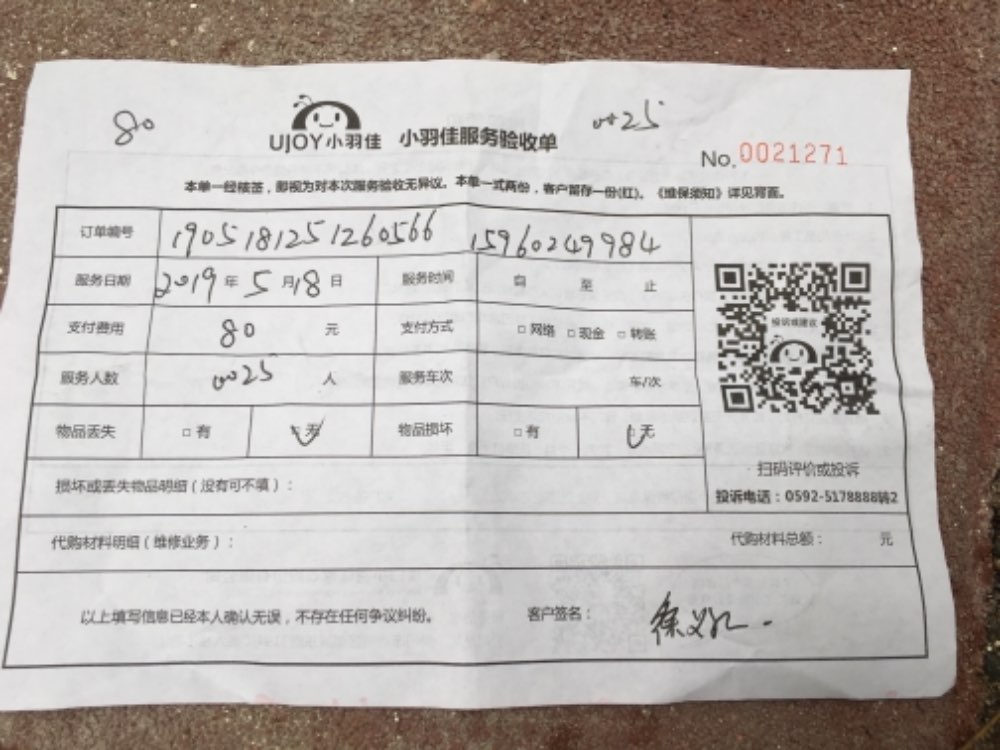 80
UJOY小羽佳 小羽佳服务验收单
0025
No.0021271
本单一经核签,即视为对本次服务验收无异议。本单一式两份,客户留存一份(红)。《维保须知》详见背面。
订单编号 1905181251260566 15960249984
服务日期 2019年5月18日 服务时间 自 至 止
支付费用 80 元 支付方式 □网络 □现金 □转账
投诉或建议
服务人数 0025 人 服务车次 车/次
物品丢失 □有 □无 物品损坏 □有 □无
扫码评价或投诉
损坏或丢失物品明细(没有可不填):
投诉电话:0592-5178888转2
代购材料明细(维修业务): 代购材料总额: 元
以上填写信息已经本人确认无误,不存在任何争议纠纷。 客户签名:徐